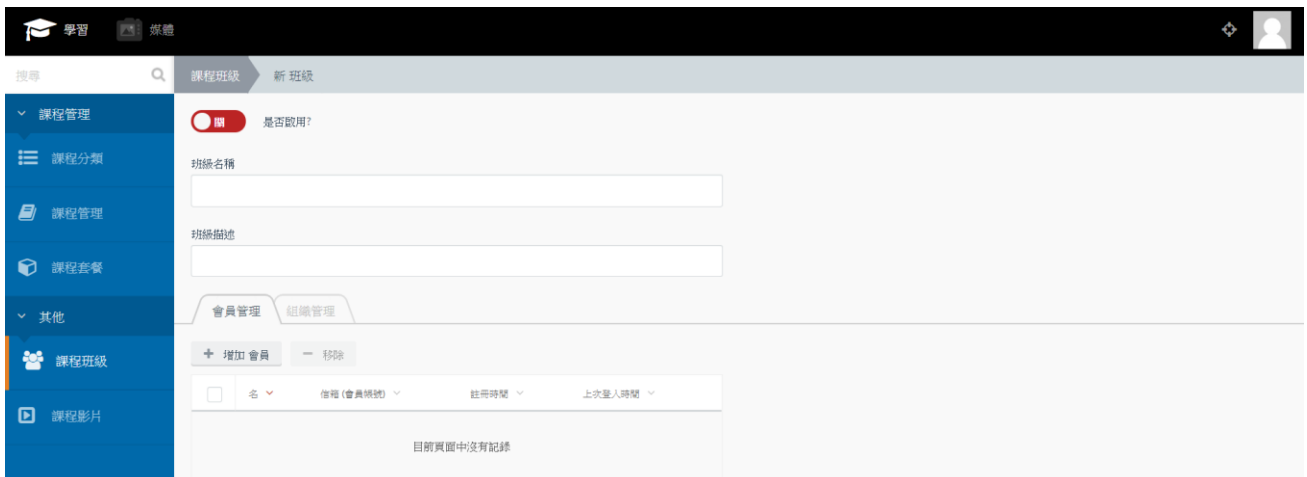 學習 媒體
搜尋
課程班級 新 班級
課程管理
關 是否啟用?
課程分類
班級名稱
課程管理
班級描述
課程套餐
會員管理 組織管理
其他
增加 會員 移除
課程班級
名 信箱 (會員帳號) 註冊時間 上次登入時間
課程影片
目前頁面中沒有記錄